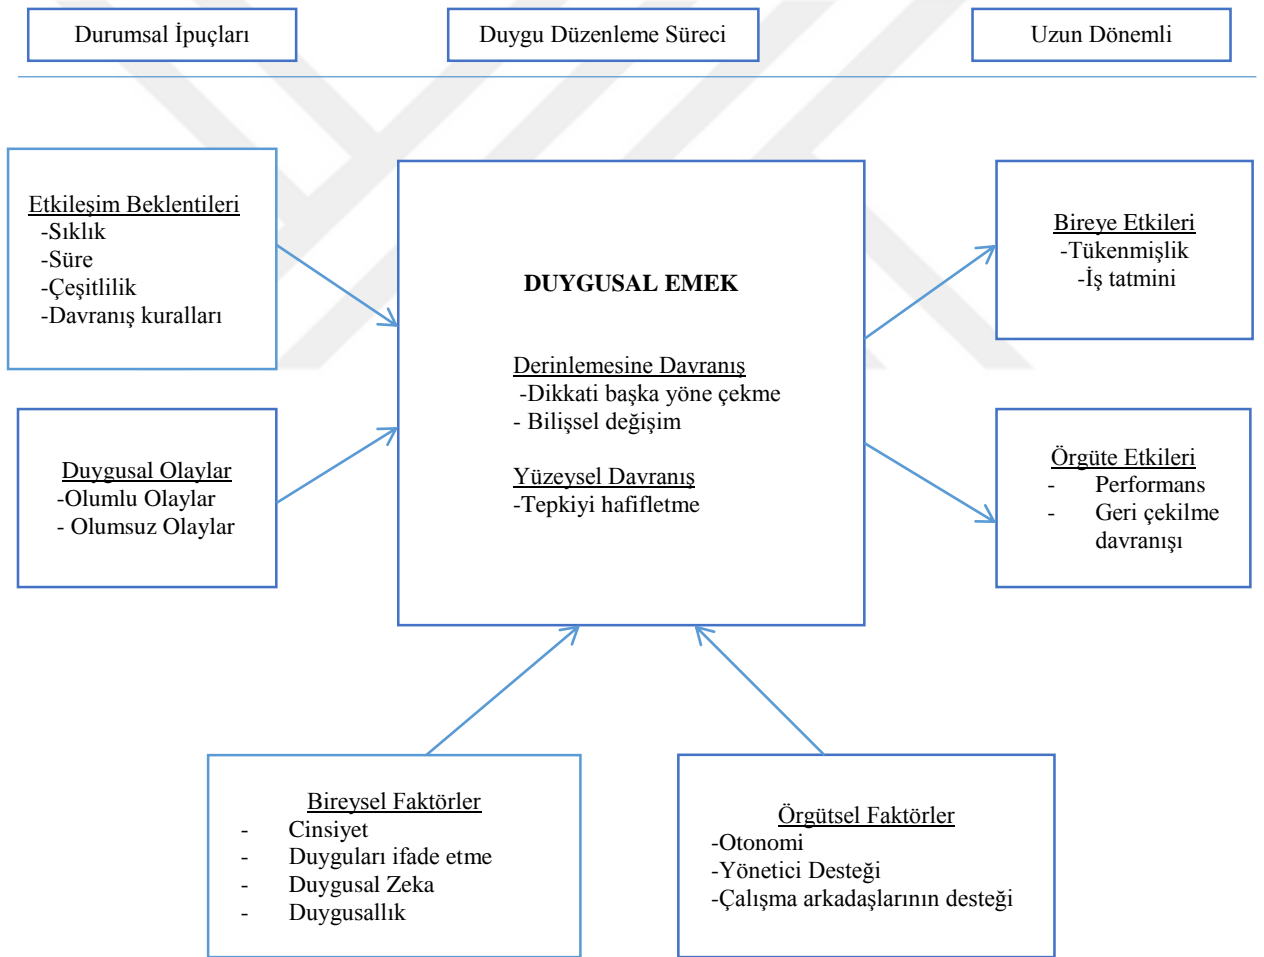 Durumsal İpuçları
Duygu Düzenleme Süreci
Uzun Dönemli
Etkileşim Beklentileri
-Sıklık
-Süre
-Çeşitlilik
-Davranış kuralları
Duygusal Olaylar
-Olumlu Olaylar
- Olumsuz Olaylar
DUYGUSAL EMEK
Derinlemesine Davranış
-Dikkati başka yöne çekme
- Bilişsel değişim
Yüzeysel Davranış
-Tepkiyi hafifletme
Bireye Etkileri
-Tükenmişlik
-İş tatmini
Örgüte Etkileri
- Performans
- Geri çekilme
davranışı
Bireysel Faktörler
- Cinsiyet
- Duyguları ifade etme
- Duygusal Zeka
- Duygusallık
Örgütsel Faktörler
-Otonomi
-Yönetici Desteği
-Çalışma arkadaşlarının desteği